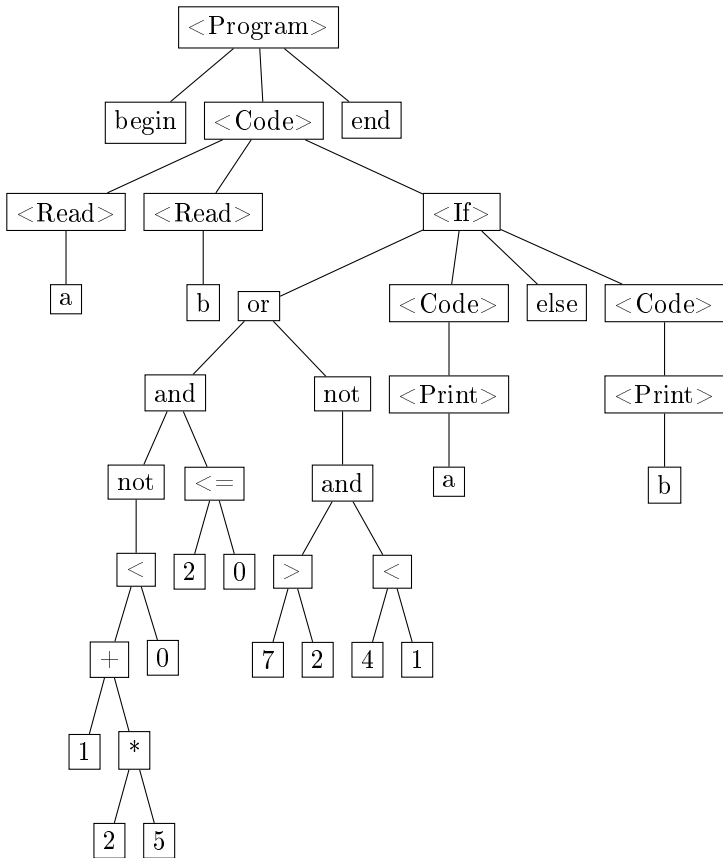 <Program>
begin <Code> end
<Read> <Read> <If>
a b or <Code> else <Code>
and not <Print> <Print>
not <= and a b
< 2 0 > <
+ 0 7 2 4 1
1 *
2 5